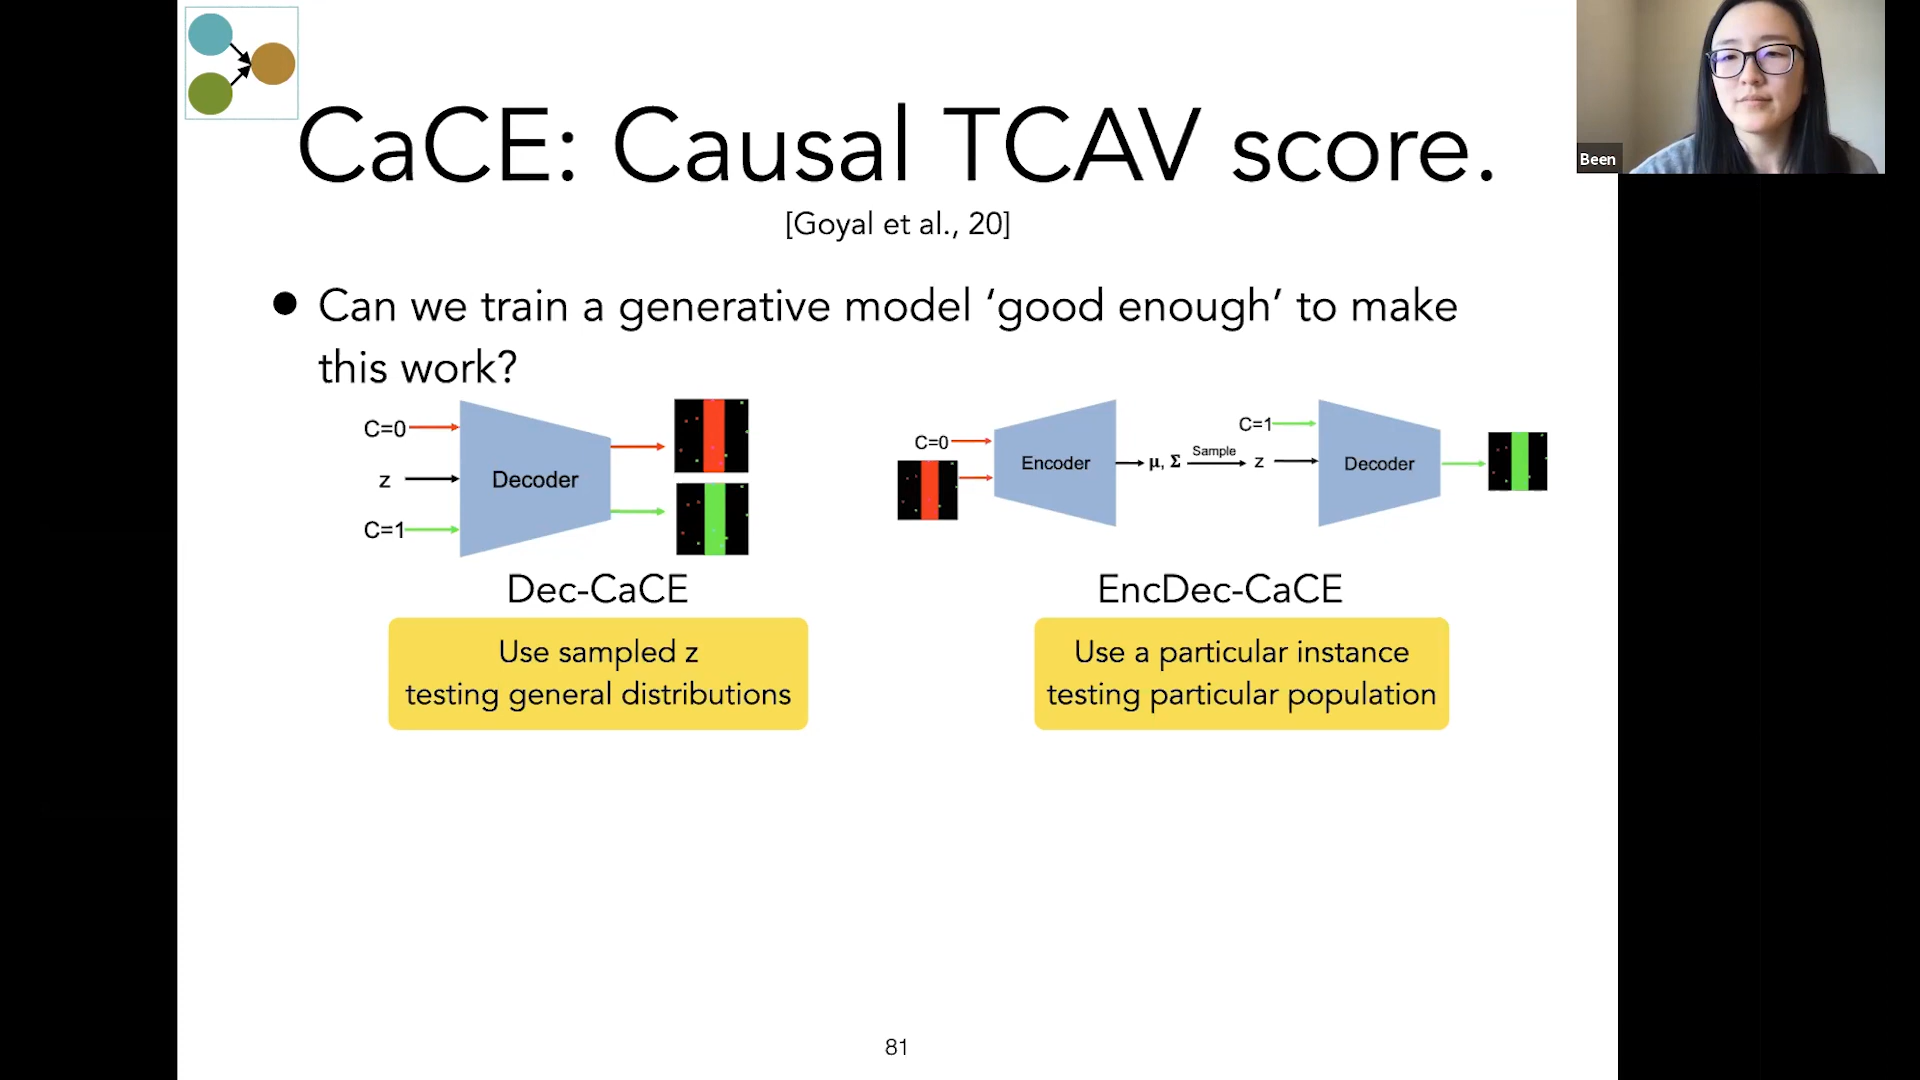 CaCE: Causal TCAV score.
[Goyal et al., 20]
Been
• Can we train a generative model ‘good enough’ to make
this work?
C=0
z
C=1
Decoder
Dec-CaCE
Use sampled z
testing general distributions
C=0
Encoder
μ, Σ
Sample
z
C=1
Decoder
EncDec-CaCE
Use a particular instance
testing particular population
81